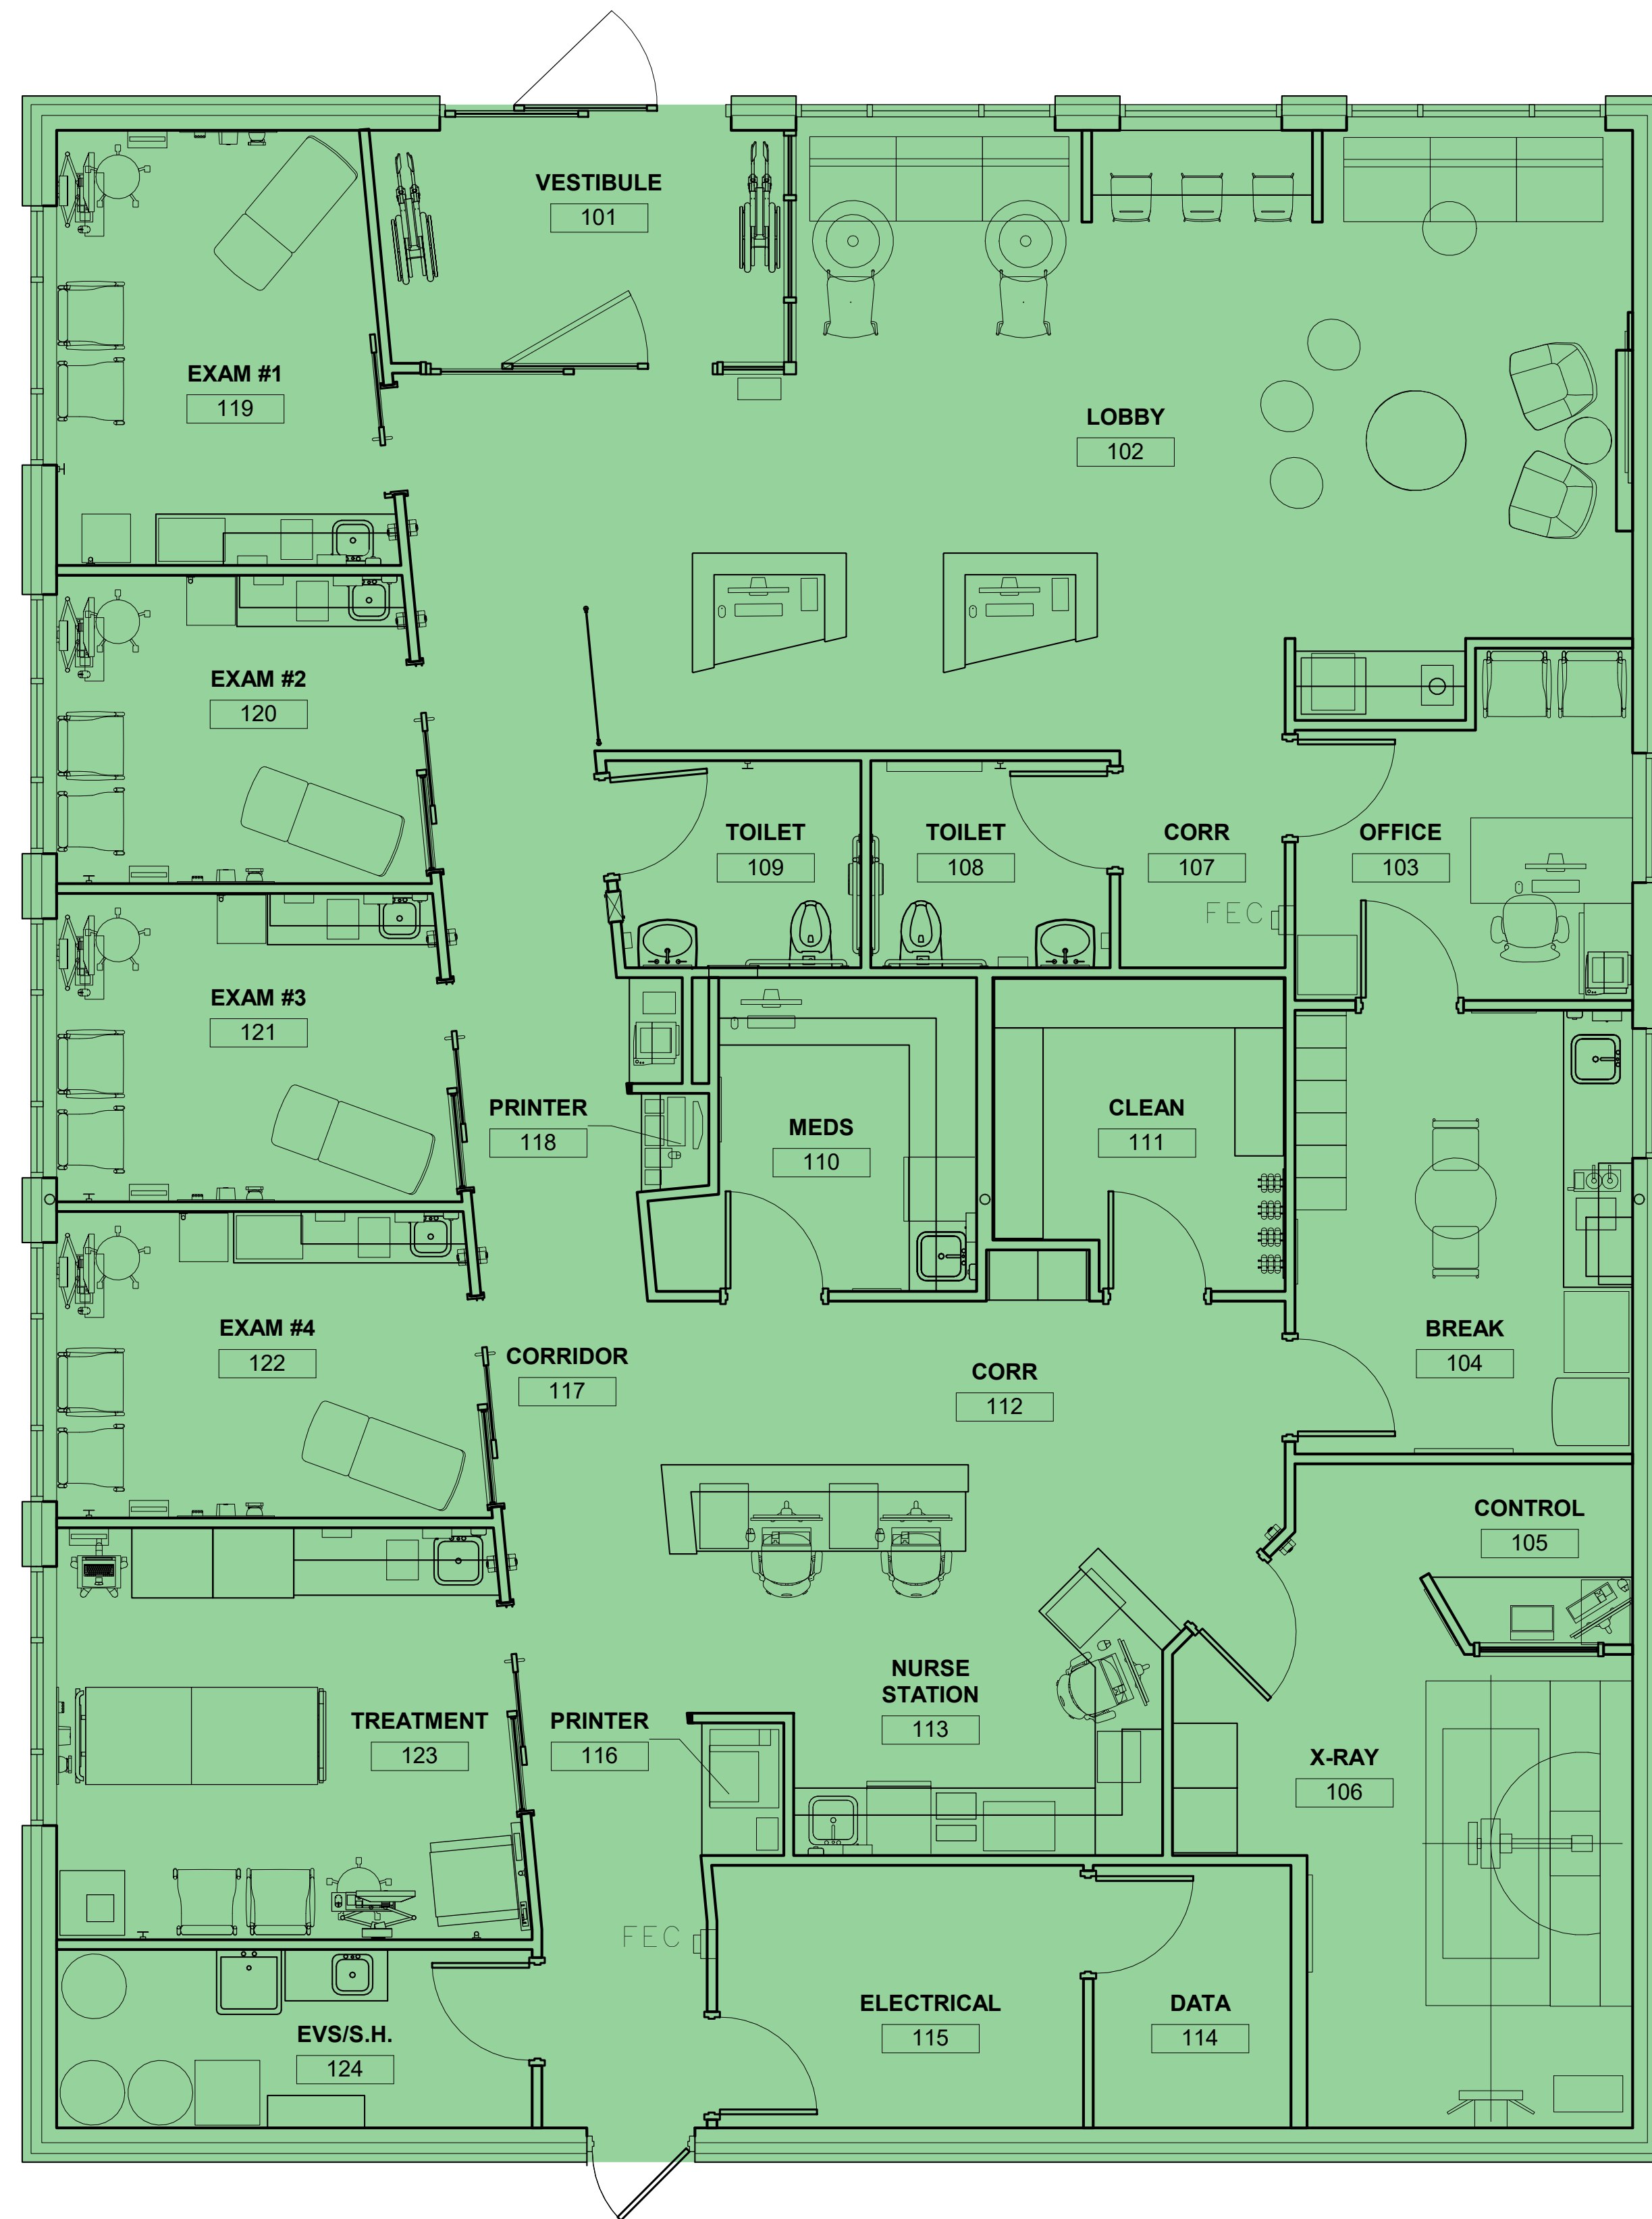 VESTIBULE
101
EXAM #1
119
LOBBY
102
EXAM #2
120
TOILET
109
TOILET
108
CORR
107
OFFICE
103
FEC
EXAM #3
121
PRINTER
118
MEDS
110
CLEAN
111
EXAM #4
122
CORRIDOR
117
CORR
112
BREAK
104
CONTROL
105
NURSE
STATION
113
TREATMENT
123
PRINTER
116
X-RAY
106
FEC
ELECTRICAL
115
DATA
114
EVS/S.H.
124